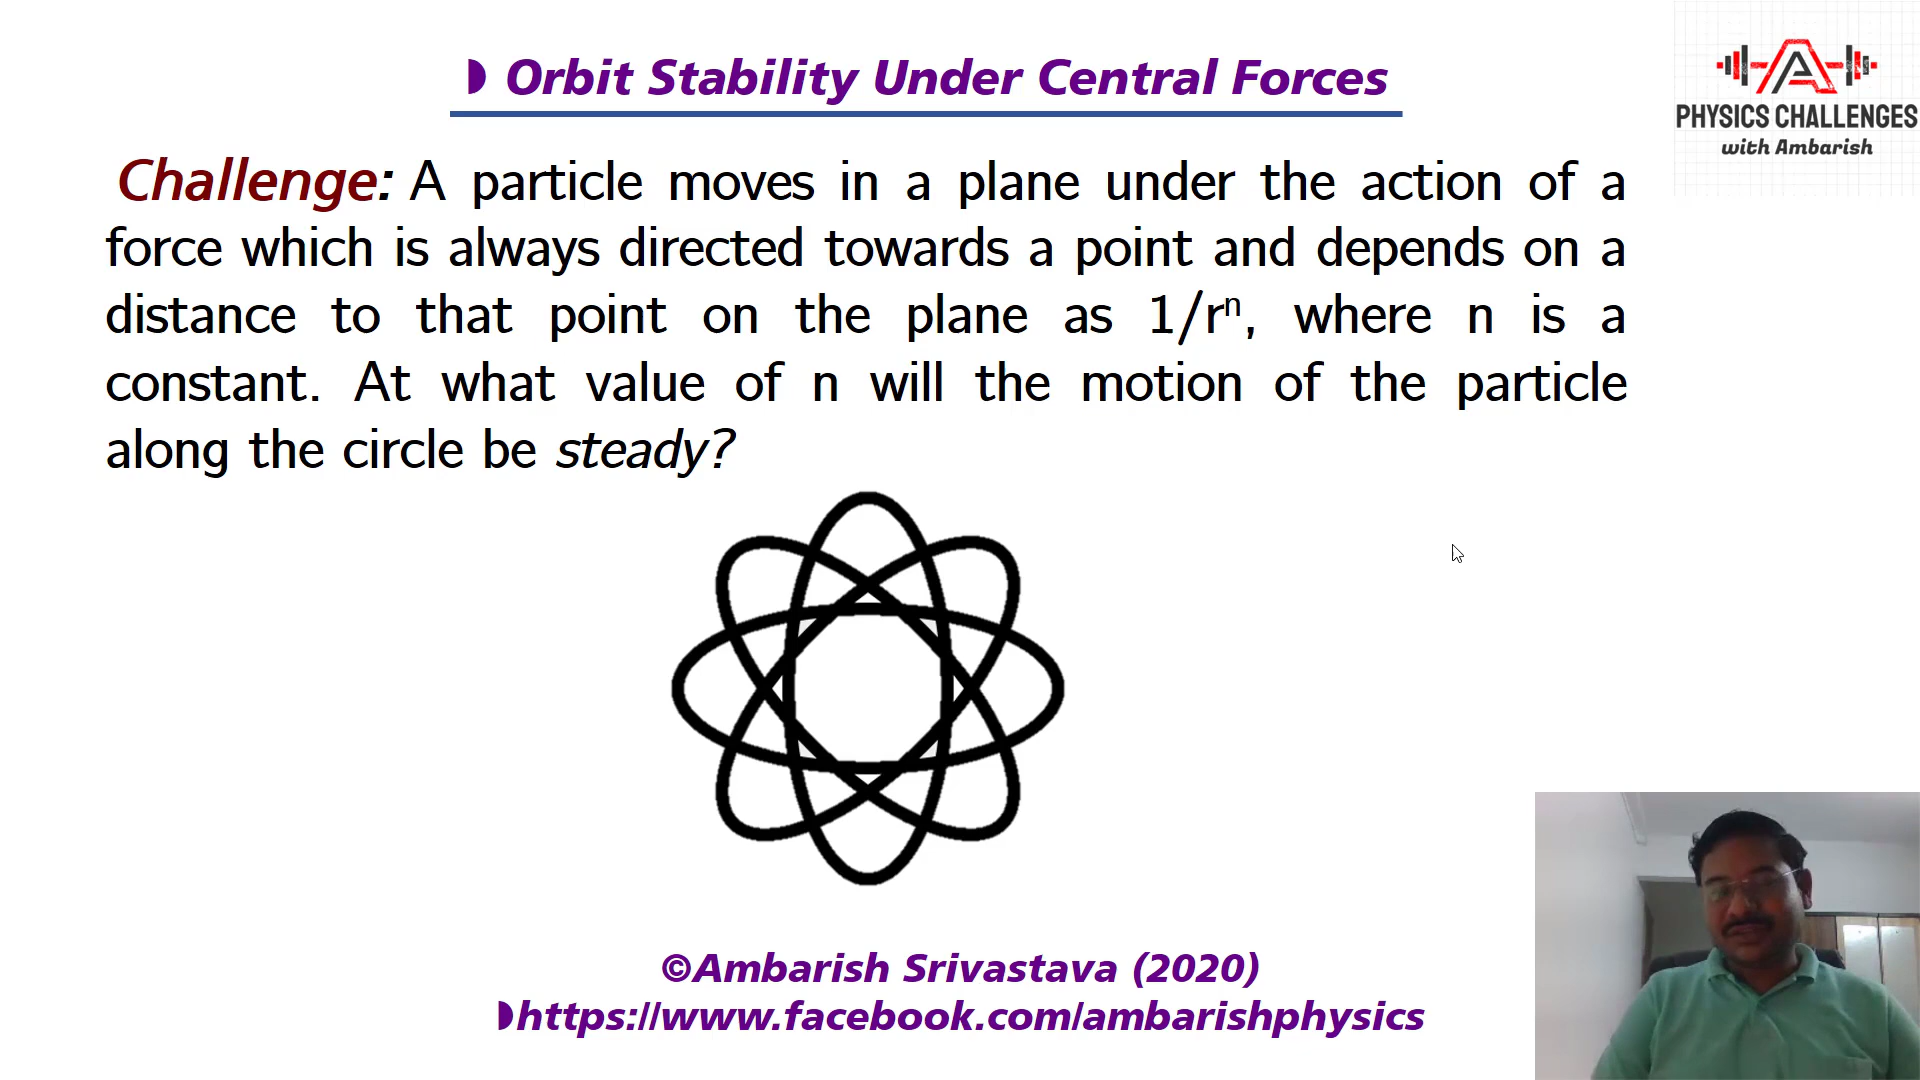 ◗ Orbit Stability Under Central Forces
PHYSICS CHALLENGES
with Ambarish
Challenge: A particle moves in a plane under the action of a
force which is always directed towards a point and depends on a
distance to that point on the plane as 1/rⁿ, where n is a
constant. At what value of n will the motion of the particle
along the circle be steady?
©Ambarish Srivastava (2020)
◗https://www.facebook.com/ambarishphysics